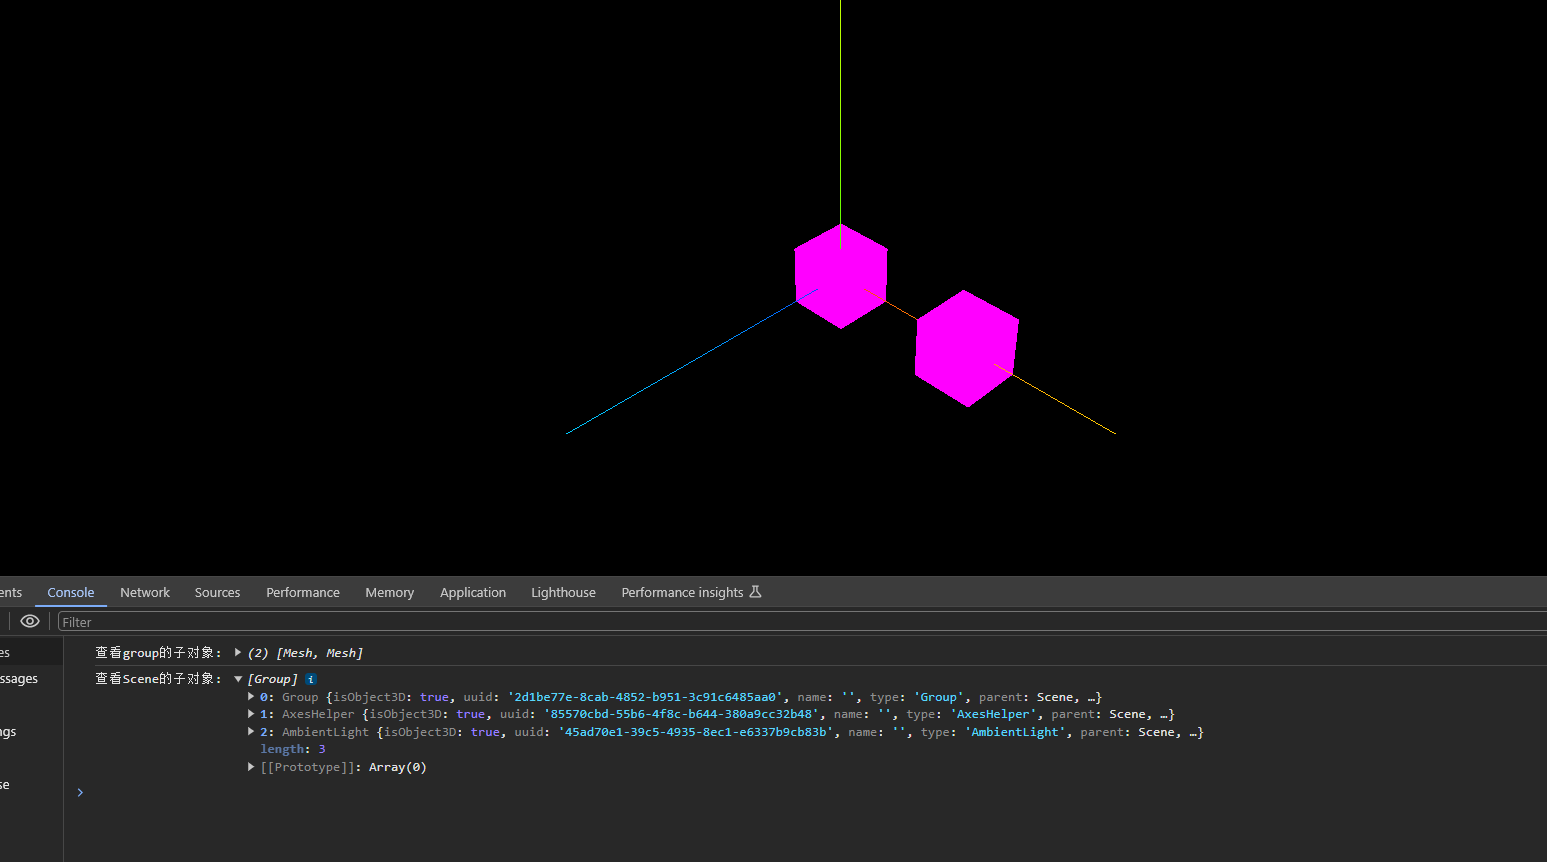 ents Console Network Sources Performance Memory Application Lighthouse Performance insights
Filter
es
ssages
ngs
se
查看group的子对象: ▶ (2) [Mesh, Mesh]
查看Scene的子对象: ▼ [Group] i
▶ 0: Group {isObject3D: true, uuid: '2d1be77e-8cab-4852-b951-3c91c6485aa0', name: '', type: 'Group', parent: Scene, …}
▶ 1: AxesHelper {isObject3D: true, uuid: '85570cbd-55b6-4f8c-b644-380a9cc32b48', name: '', type: 'AxesHelper', parent: Scene, …}
▶ 2: AmbientLight {isObject3D: true, uuid: '45ad70e1-39c5-4935-8ec1-e6337b9cb83b', name: '', type: 'AmbientLight', parent: Scene, …}
length: 3
▶ [[Prototype]]: Array(0)